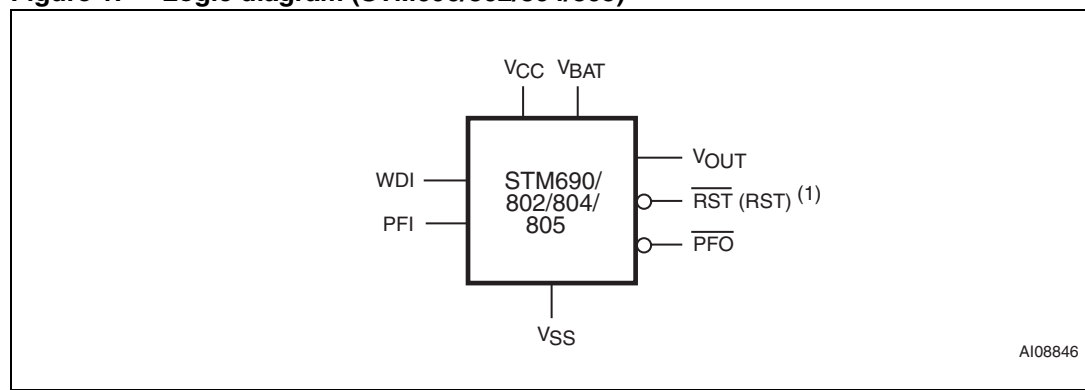 Figure 1. Logic diagram (STM690/802/804/805)
VCC VBAT
VOUT
WDI
STM690/
802/804/
805
RST (RST) (1)
PFI
PFO
VSS
AI08846